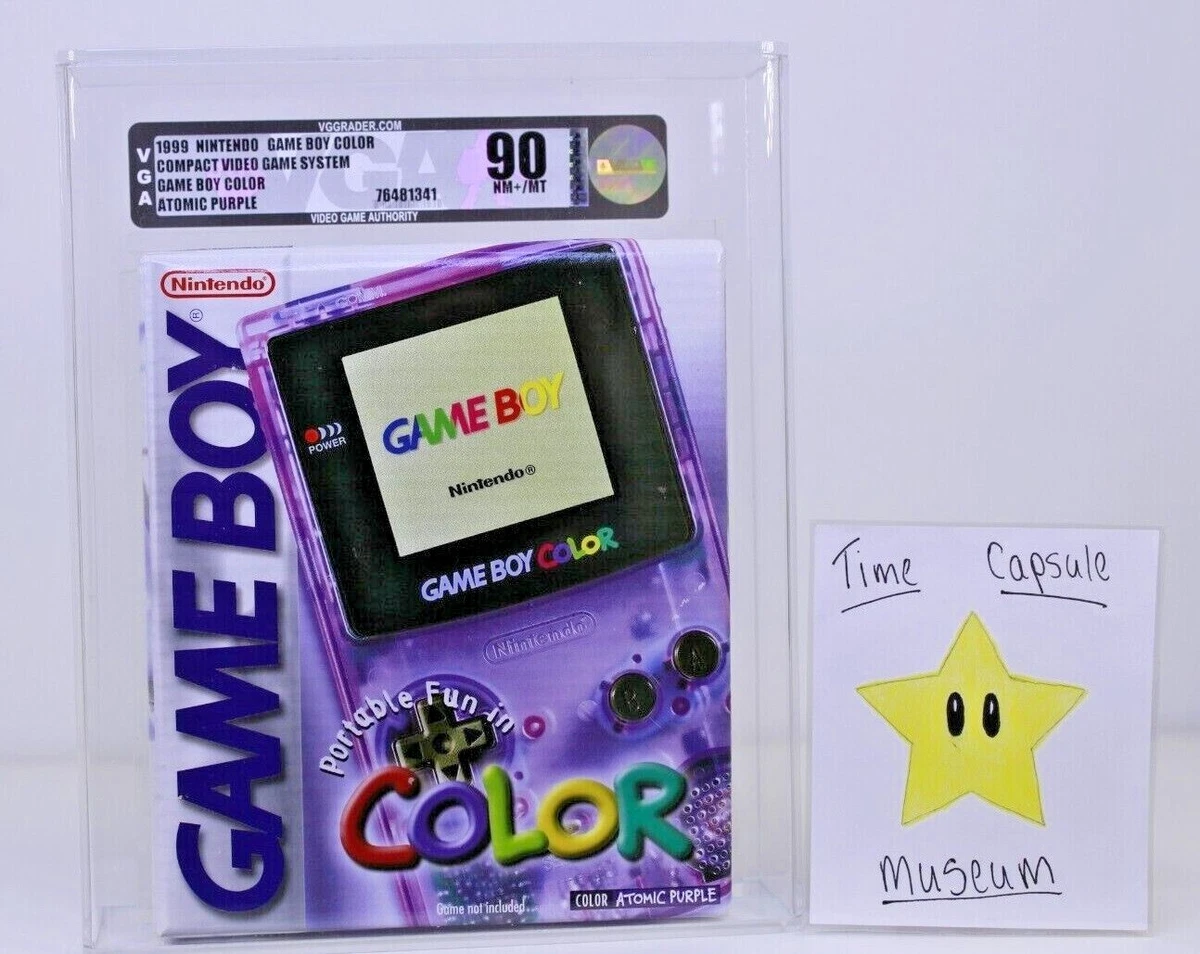 VGGRADER.COM
VGA
1999 NINTENDO GAME BOY COLOR
COMPACT VIDEO GAME SYSTEM
GAME BOY COLOR
ATOMIC PURPLE
76481341
90
NM+/MT
VIDEO GAME AUTHORITY
Nintendo®
GAME BOY®
POWER
GAME BOY
Nintendo®
GAME BOY COLOR
Nintendo
A
B
Portable Fun in
COLOR
Game not included.
COLOR ATOMIC PURPLE
Time Capsule
Museum